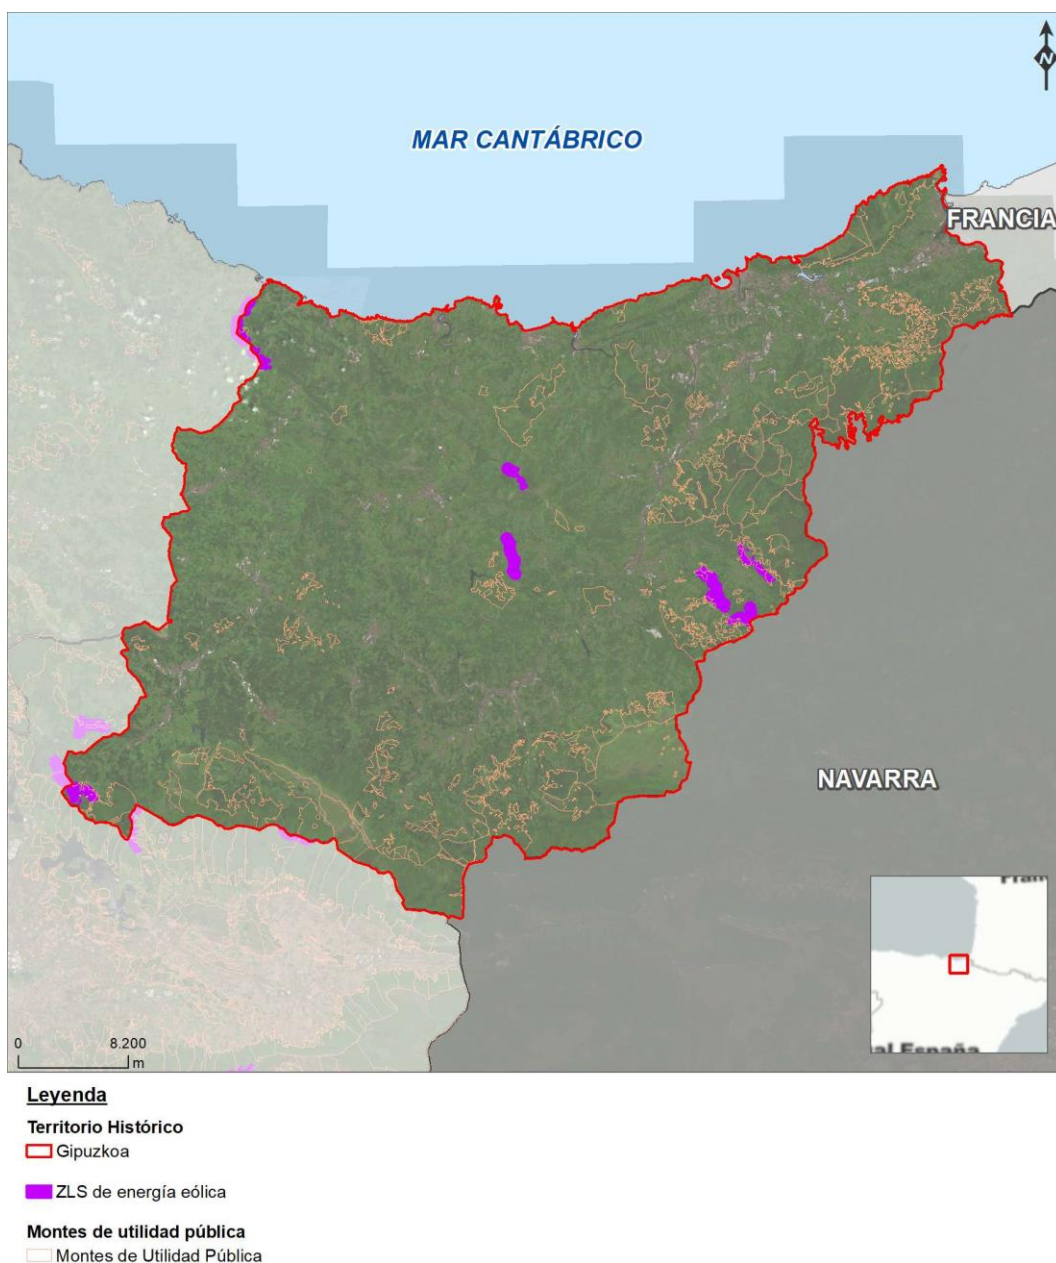 N
MAR CANTÁBRICO
FRANCIA
NAVARRA
0 8.200
m
Leyenda
Territorio Histórico
Gipuzkoa
ZLS de energía eólica
Montes de utilidad pública
Montes de Utilidad Pública